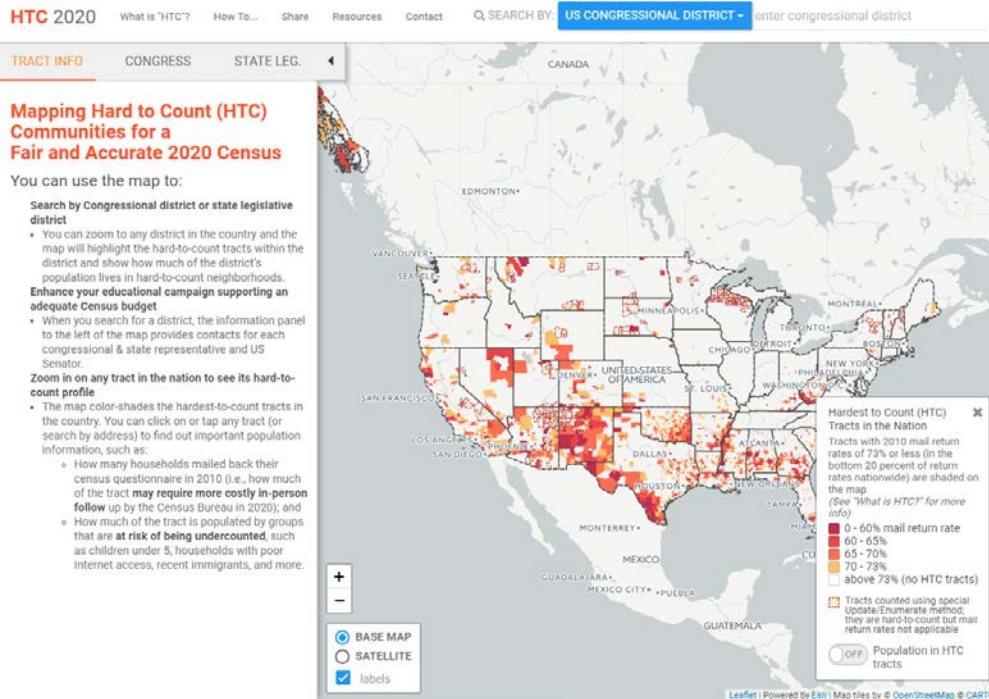 HTC 2020
What is "HTC"?
How To...
Share
Resources
Contact
SEARCH BY:
US CONGRESSIONAL DISTRICT
enter congressional district
TRACT INFO
CONGRESS
STATE LEG.
Mapping Hard to Count (HTC)
Communities for a
Fair and Accurate 2020 Census
You can use the map to:
Search by Congressional district or state legislative
district
• You can zoom to any district in the country and the
map will highlight the hard-to-count tracts within the
district and show how much of the district's
population lives in hard-to-count neighborhoods.
Enhance your educational campaign supporting an
adequate Census budget
• When you search for a district, the information panel
to the left of the map provides contacts for each
congressional & state representative and US
Senator.
Zoom in on any tract in the nation to see its hard-to-
count profile
• The map color-shades the hardest-to-count tracts in
the country. You can click on or tap any tract (or
search by address) to find out important population
information, such as:
How many households mailed back their
census questionnaire in 2010 (i.e., how much
of the tract may require more costly in-person
follow up by the Census Bureau in 2020); and
How much of the tract is populated by groups
that are at risk of being undercounted, such
as children under 5, households with poor
Internet access, recent immigrants, and more.
CANADA
EDMONTON
VANCOUVER
SEATTLE
MINNEAPOLIS
MONTREAL
TORONTO
CHICAGO
DETROIT
BOSTON
NEW YORK
PHILADELPHIA
DENVER
UNITED STATES
OF AMERICA
ST. LOUIS
WASHINGTON
SAN FRANCISCO
LOS ANGELES
PHOENIX
SAN DIEGO
ATLANTA
DALLAS
HOUSTON
NEW ORLEANS
TAMPA
MIAM
MONTERREY
MEXICO
CU
GUADALAJARA
MEXICO CITY
PUEBLA
GUATEMALA
Hardest to Count (HTC)
Tracts in the Nation
Tracts with 2010 mail return
rates of 73% or less (in the
bottom 20 percent of return
rates nationwide) are shaded on
the map
(See "What is HTC?" for more
info)
0 - 60% mail return rate
60 - 65%
65 - 70%
70 - 73%
above 73% (no HTC tracts)
Tracts counted using special
Update/Enumerate method;
they are hard-to-count but mail
return rates not applicable
OFF
Population in HTC
tracts
+
−
BASE MAP
SATELLITE
labels
Leaflet | Powered by Esri | Map tiles by © OpenStreetMap © CART